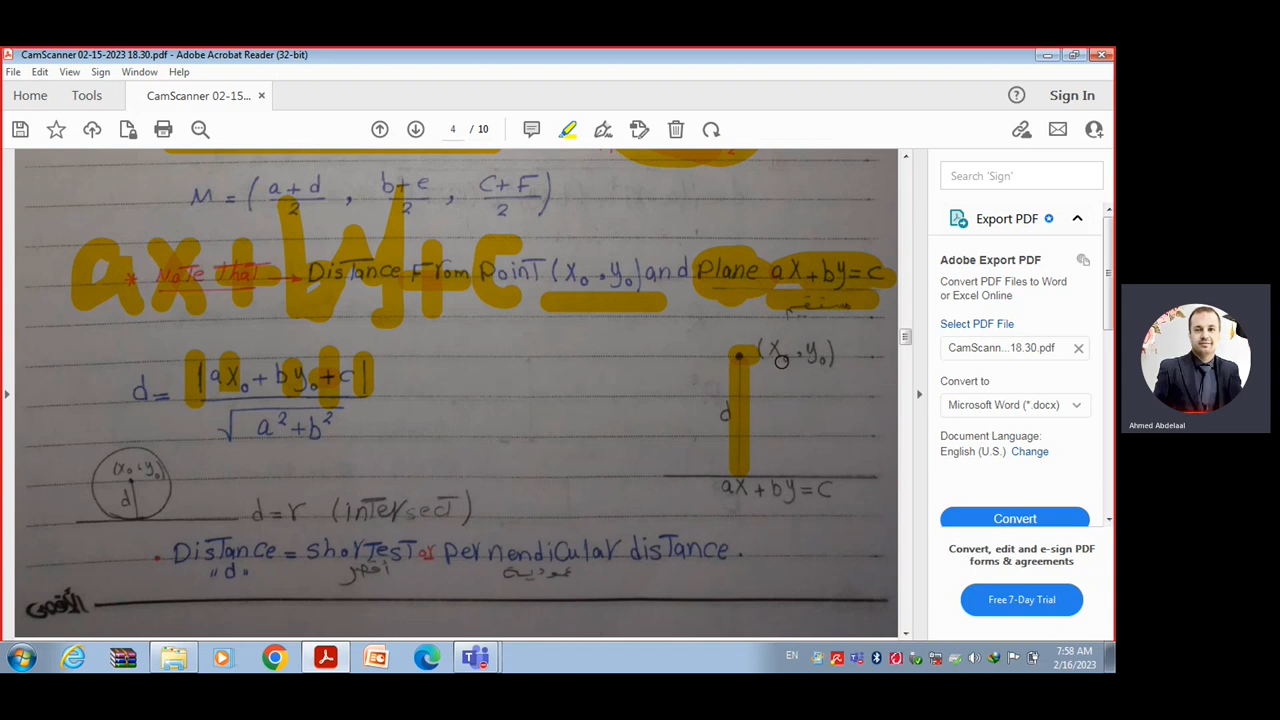 CamScanner 02-15-2023 18.30.pdf - Adobe Acrobat Reader (32-bit)
File Edit View Sign Window Help
Home Tools CamScanner 02-15... ×
4 / 10
Sign In
M = ( a+d/2 , b+e/2 , C+F/2 )
ax+by+c
* NoTe ThaT → DisTance From PoinT (x₀,y₀) and Plane ax+by=c
مستقيم
d= |ax₀+by₀+c| / √a²+b²
(x₀,y₀)
d
ax+by=c
(x₀,y₀)
d
d=r (inTersecT)
. DisTance = shorTesT or pernendicular distance.
"d" أقصر عمودية
Search 'Sign'
Export PDF
Adobe Export PDF
Convert PDF Files to Word
or Excel Online
Select PDF File
CamScann...18.30.pdf ×
Convert to
Microsoft Word (*.docx)
Document Language:
English (U.S.) Change
Convert
Convert, edit and e-sign PDF
forms & agreements
Free 7-Day Trial
Ahmed Abdelaal
EN
7:58 AM
2/16/2023